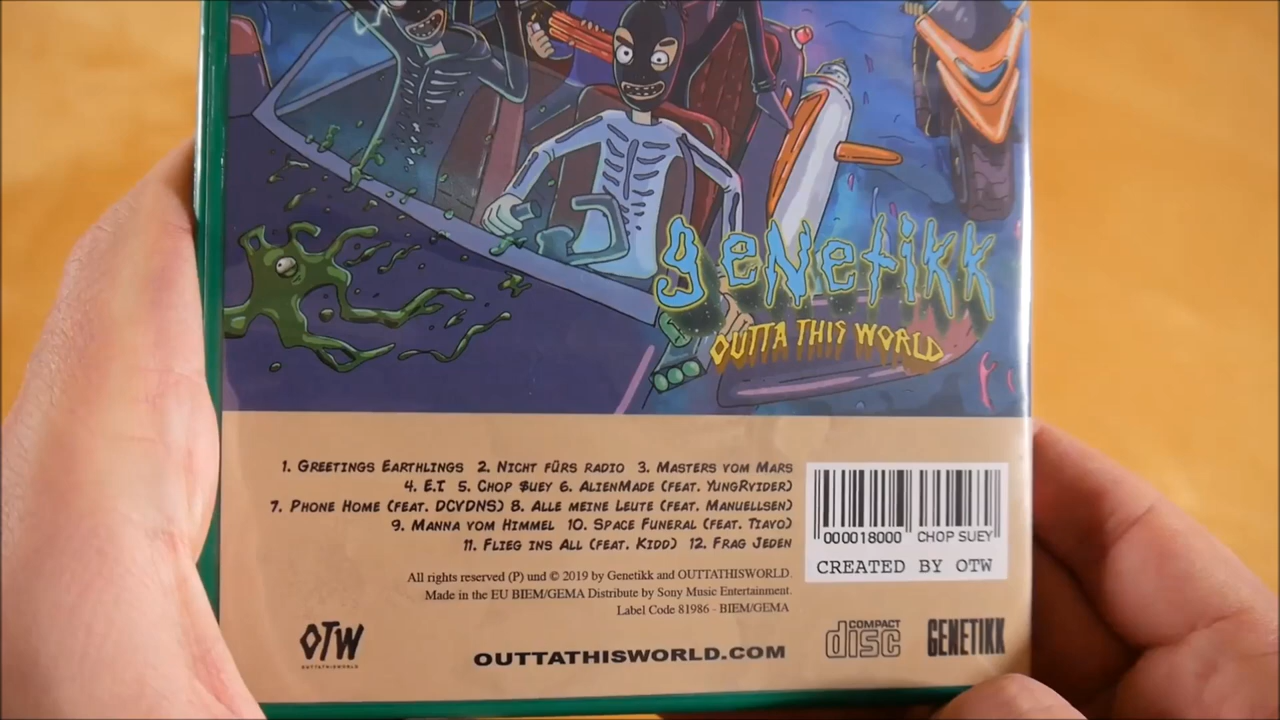 geNetikk
OUTTA THIS WORLD
1. GREETINGS EARTHLINGS 2. NICHT FÜRS RADIO 3. MASTERS VOM MARS
4. E.T 5. CHOP $UEY 6. ALIENMADE (FEAT. YUNGRVIDER)
7. PHONE HOME (FEAT. DCVDNS) 8. ALLE MEINE LEUTE (FEAT. MANUELLSEN)
9. MANNA VOM HIMMEL 10. SPACE FUNERAL (FEAT. TIAVO)
11. FLIEG INS ALL (FEAT. KIDD) 12. FRAG JEDEN
000018000 CHOP SUEY
CREATED BY OTW
All rights reserved (P) und © 2019 by Genetikk and OUTTATHISWORLD.
Made in the EU BIEM/GEMA Distribute by Sony Music Entertainment.
Label Code 81986 - BIEM/GEMA
OTW
OUTTATHISWORLD
OUTTATHISWORLD.COM
COMPACT
disc
GENETIKK